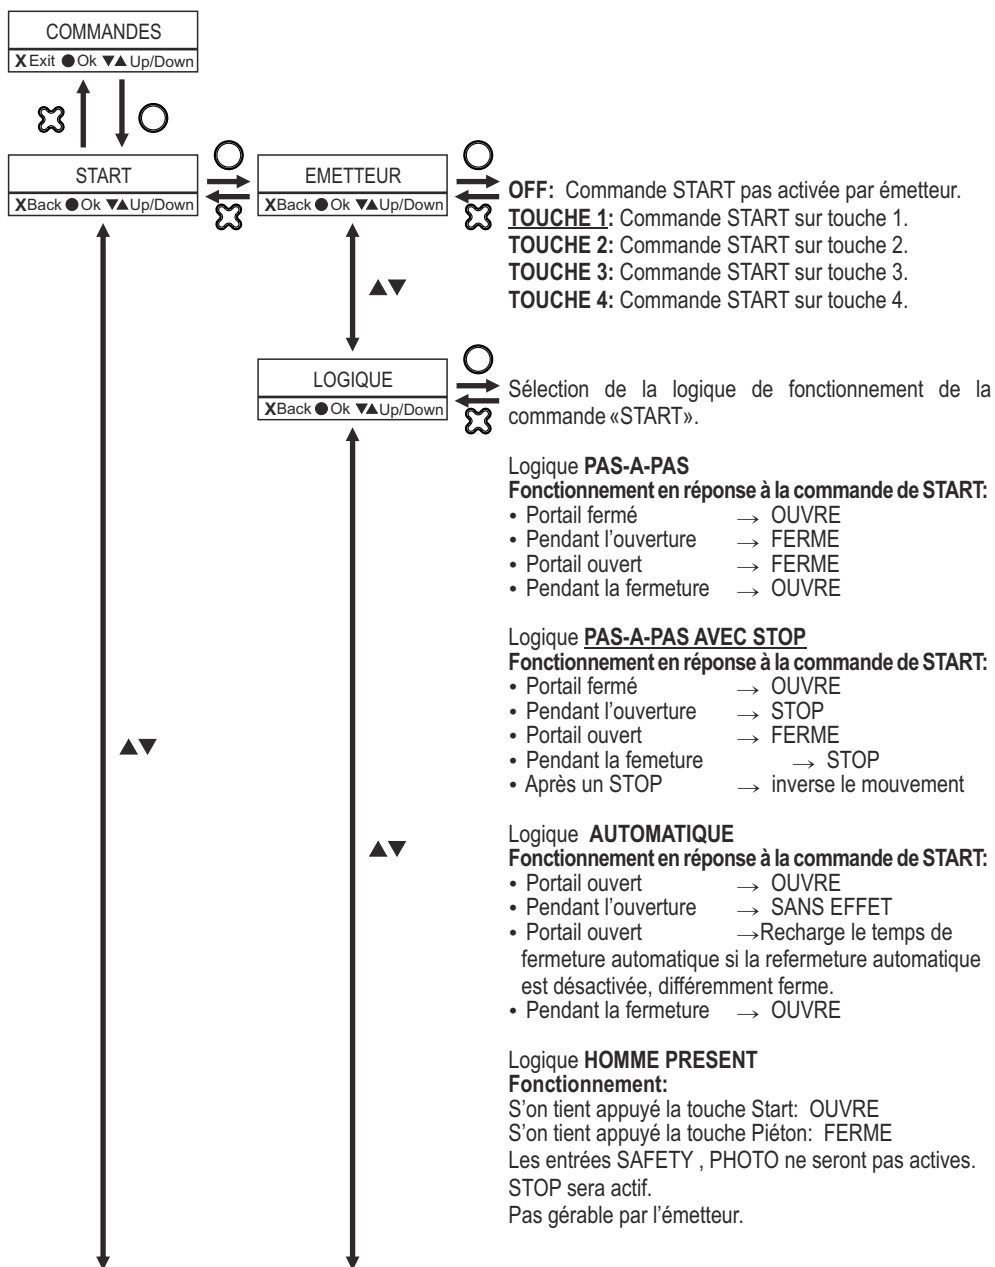 COMMANDES
X Exit ●Ok ▼▲ Up/Down
START
XBack ●Ok ▼▲Up/Down
EMETTEUR
XBack ●Ok ▼▲Up/Down
OFF: Commande START pas activée par émetteur.
TOUCHE 1: Commande START sur touche 1.
TOUCHE 2: Commande START sur touche 2.
TOUCHE 3: Commande START sur touche 3.
TOUCHE 4: Commande START sur touche 4.
▲▼
LOGIQUE
XBack ●Ok ▼▲Up/Down
Sélection de la logique de fonctionnement de la
commande «START».
Logique PAS-A-PAS
Fonctionnement en réponse à la commande de START:
• Portail fermé → OUVRE
• Pendant l'ouverture → FERME
• Portail ouvert → FERME
• Pendant la fermeture → OUVRE
Logique PAS-A-PAS AVEC STOP
Fonctionnement en réponse à la commande de START:
• Portail fermé → OUVRE
• Pendant l'ouverture → STOP
• Portail ouvert → FERME
• Pendant la femeture → STOP
• Après un STOP → inverse le mouvement
▲▼
▲▼
Logique AUTOMATIQUE
Fonctionnement en réponse à la commande de START:
• Portail ouvert → OUVRE
• Pendant l'ouverture → SANS EFFET
• Portail ouvert →Recharge le temps de
fermeture automatique si la refermeture automatique
est désactivée, différemment ferme.
• Pendant la fermeture → OUVRE
Logique HOMME PRESENT
Fonctionnement:
S'on tient appuyé la touche Start: OUVRE
S'on tient appuyé la touche Piéton: FERME
Les entrées SAFETY , PHOTO ne seront pas actives.
STOP sera actif.
Pas gérable par l'émetteur.